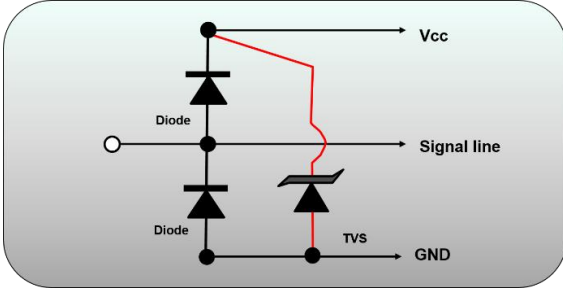 Vcc
Diode
Signal line
Diode
TVS
GND